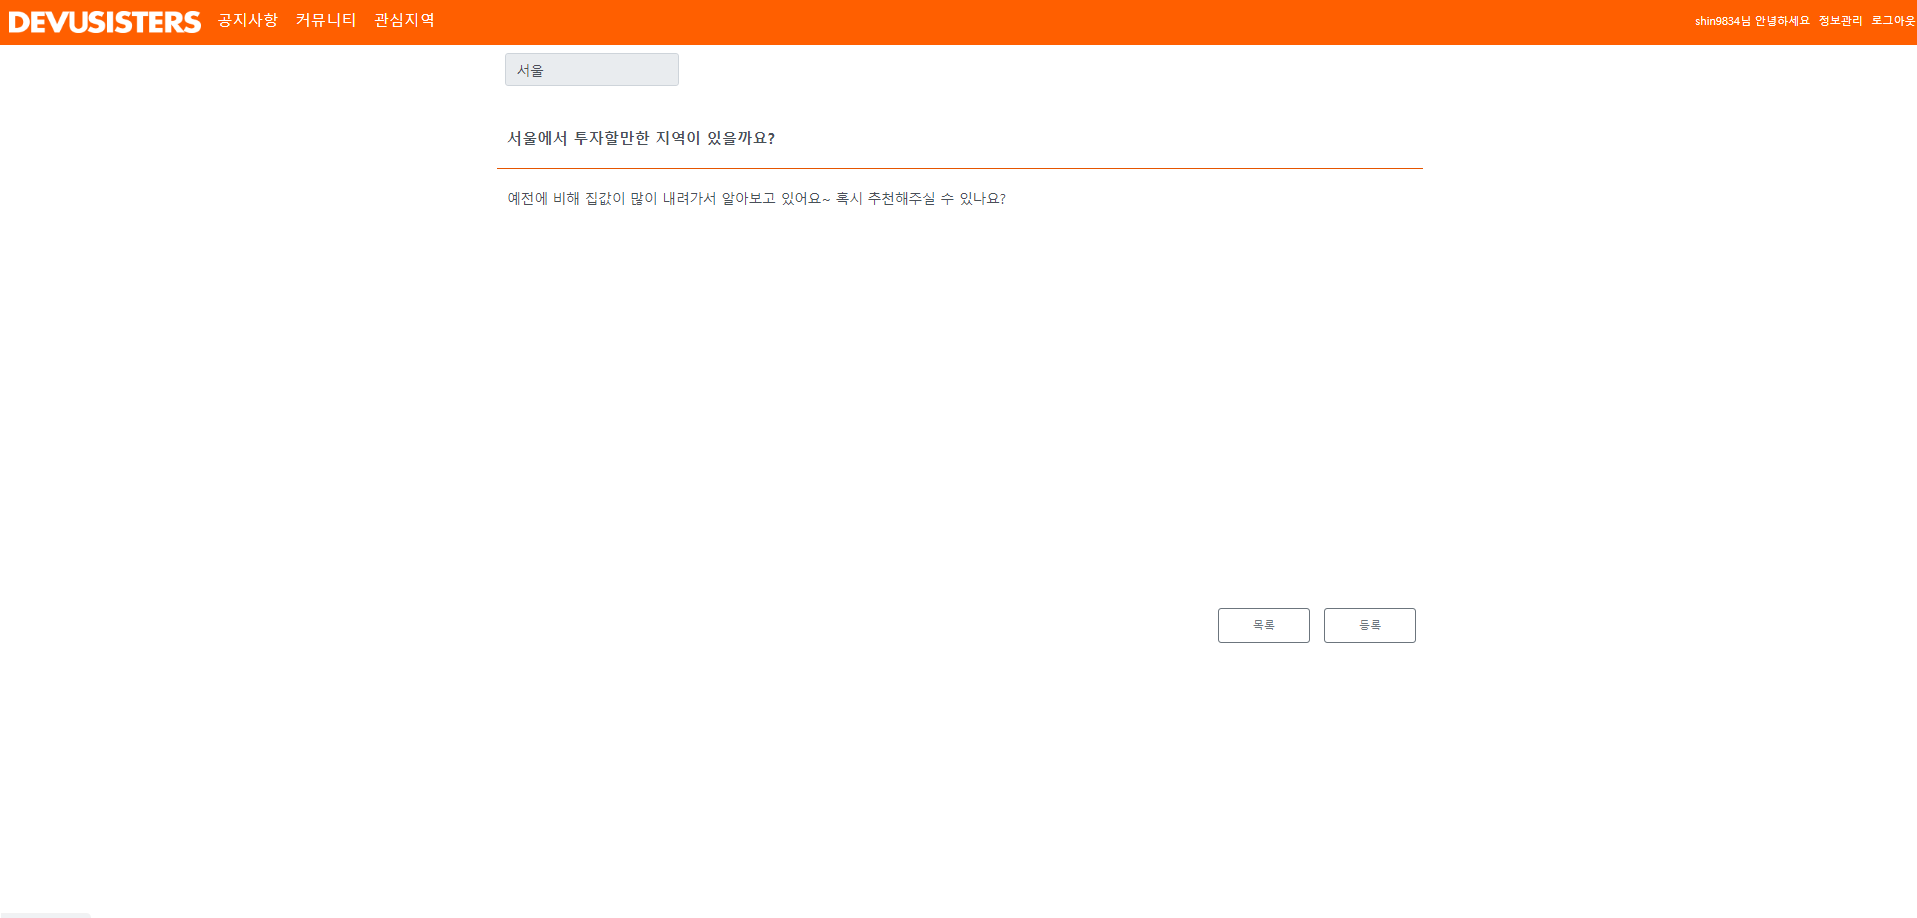 DEVUSISTERS 공지사항 커뮤니티 관심지역 shin9834님 안녕하세요 정보관리 로그아웃
서울
서울에서 투자할만한 지역이 있을까요?
예전에 비해 집값이 많이 내려가서 알아보고 있어요~ 혹시 추천해주실 수 있나요?
목록 등록